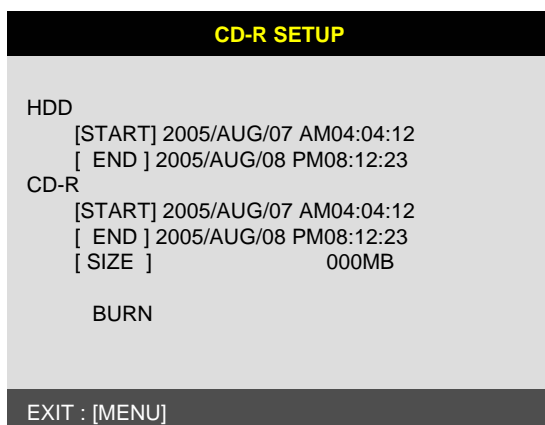 CD-R SETUP
HDD
[START] 2005/AUG/07 AM04:04:12
[ END ] 2005/AUG/08 PM08:12:23
CD-R
[START] 2005/AUG/07 AM04:04:12
[ END ] 2005/AUG/08 PM08:12:23
[ SIZE ] 000MB
BURN
EXIT : [MENU]